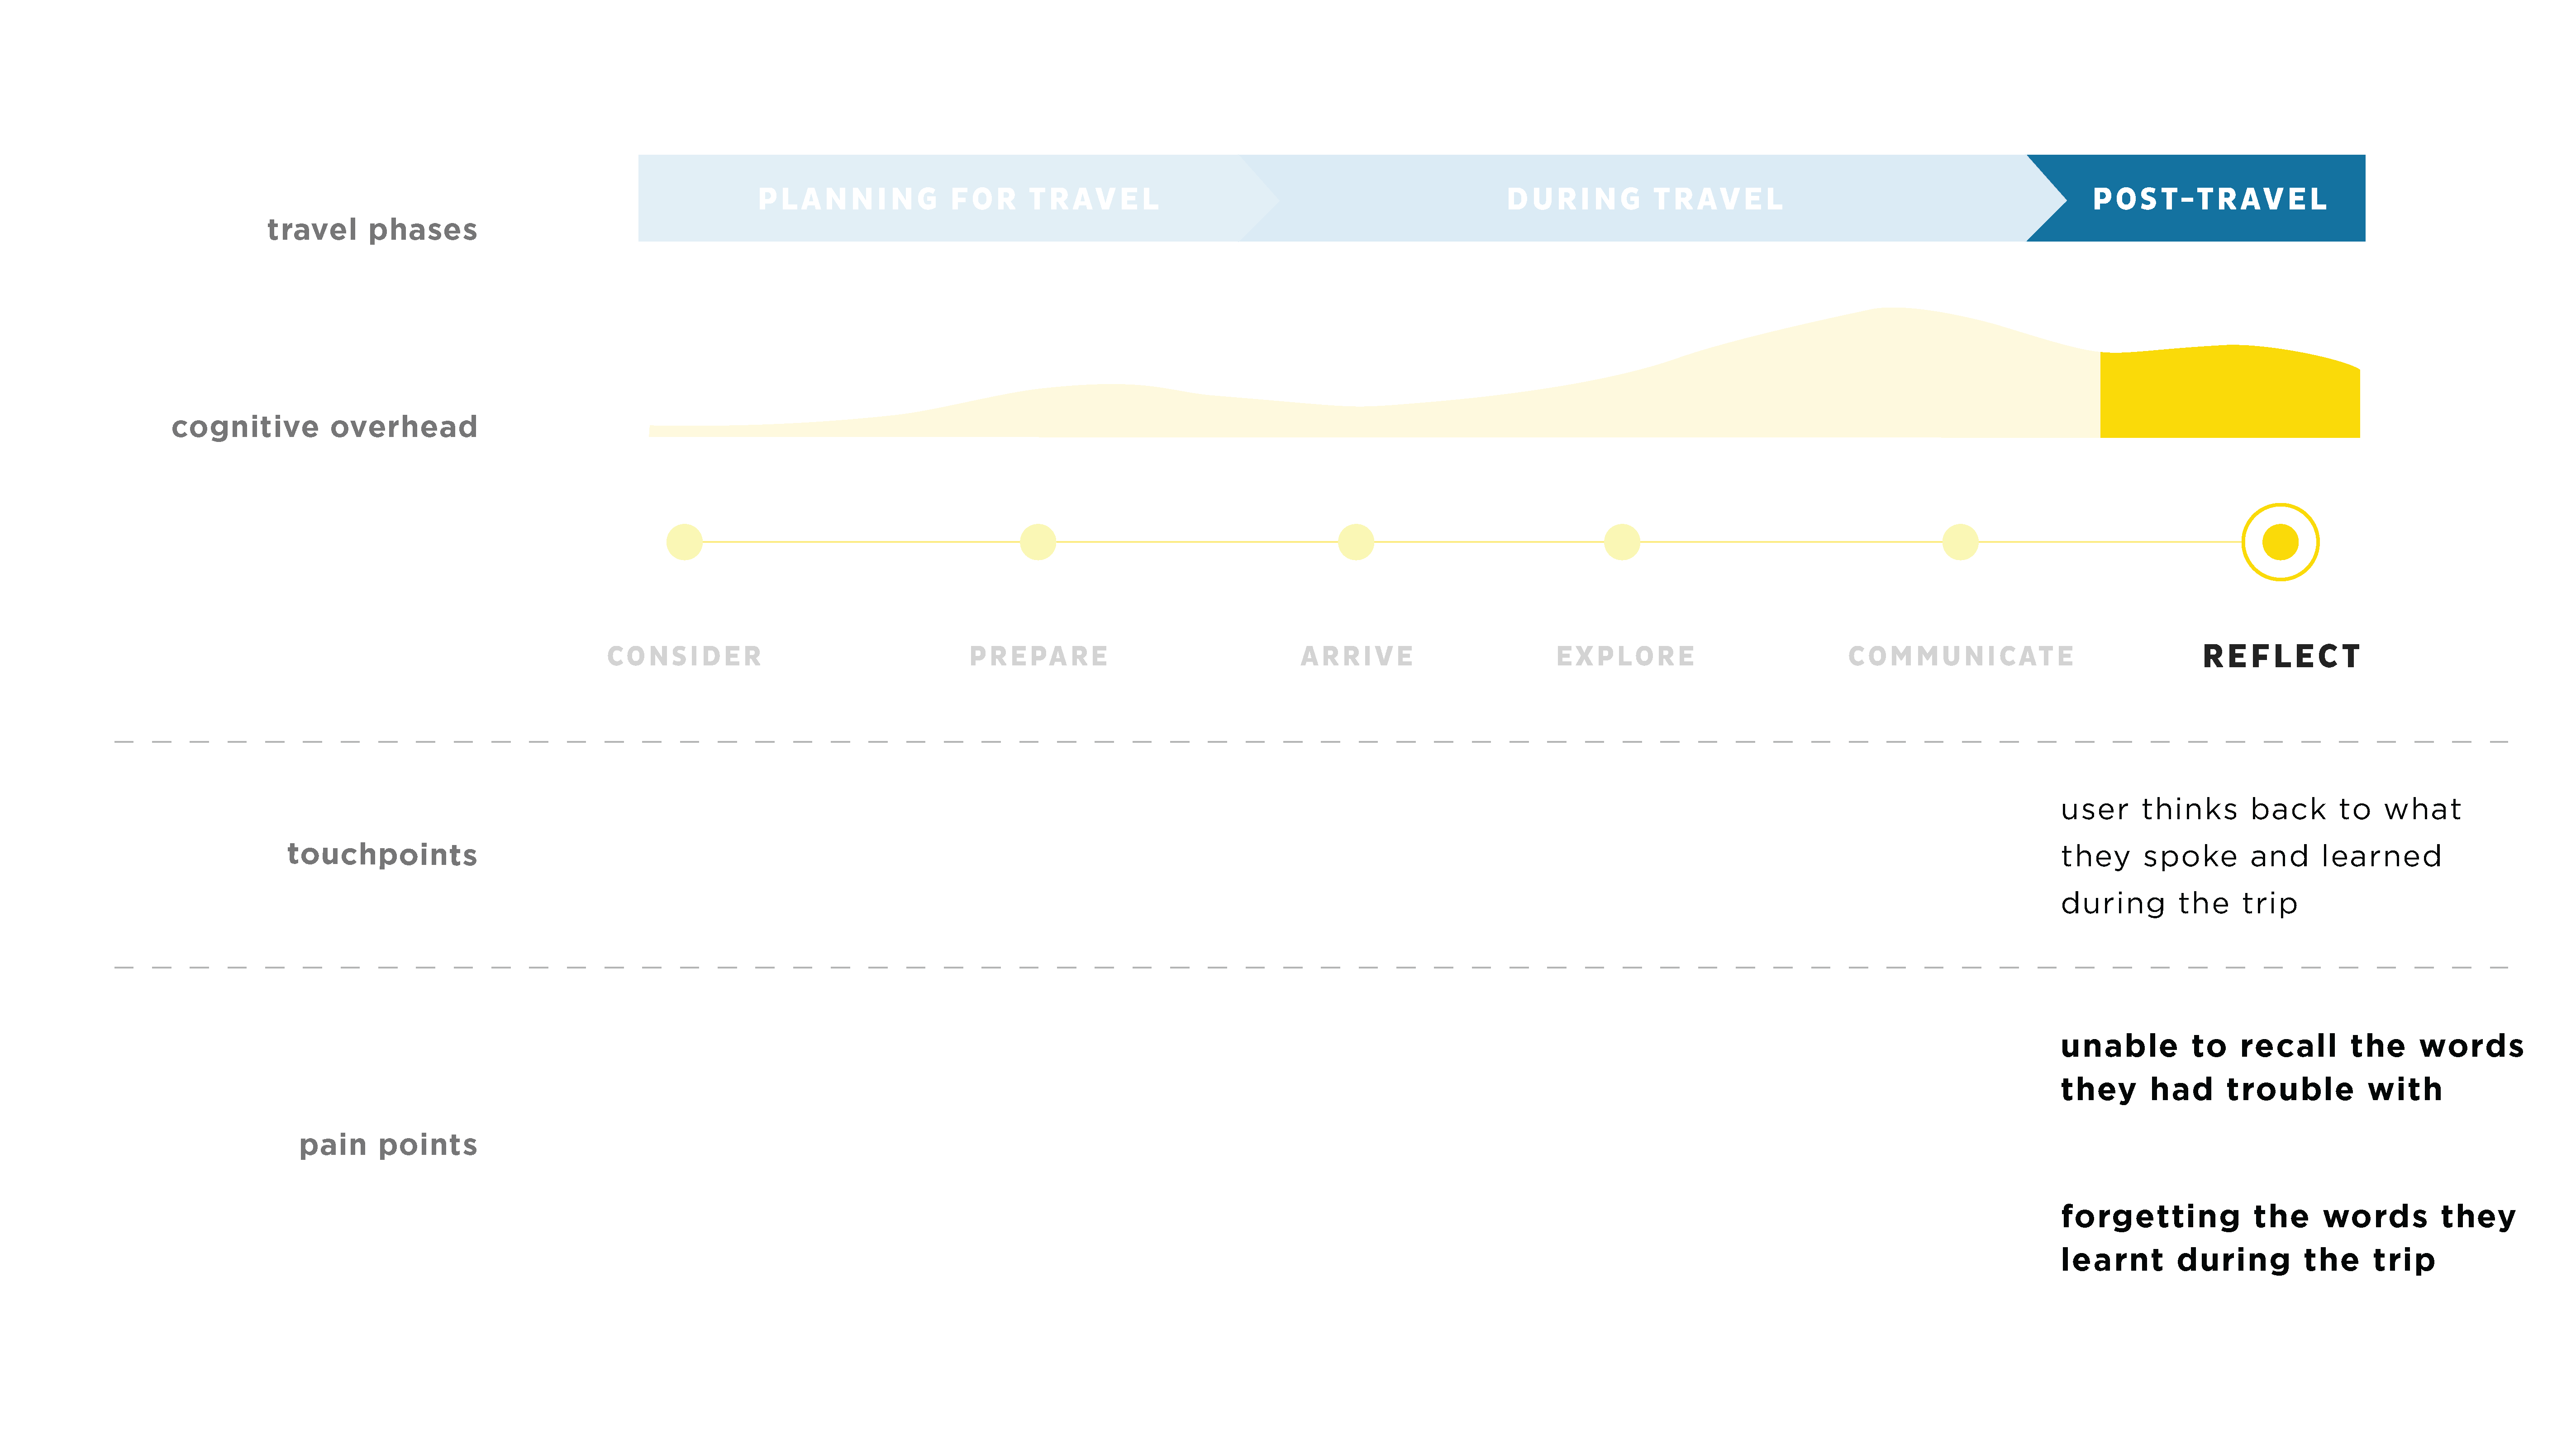 travel phases
PLANNING FOR TRAVEL
DURING TRAVEL
POST-TRAVEL
cognitive overhead
CONSIDER
PREPARE
ARRIVE
EXPLORE
COMMUNICATE
REFLECT
touchpoints
user thinks back to what
they spoke and learned
during the trip
pain points
unable to recall the words
they had trouble with
forgetting the words they
learnt during the trip